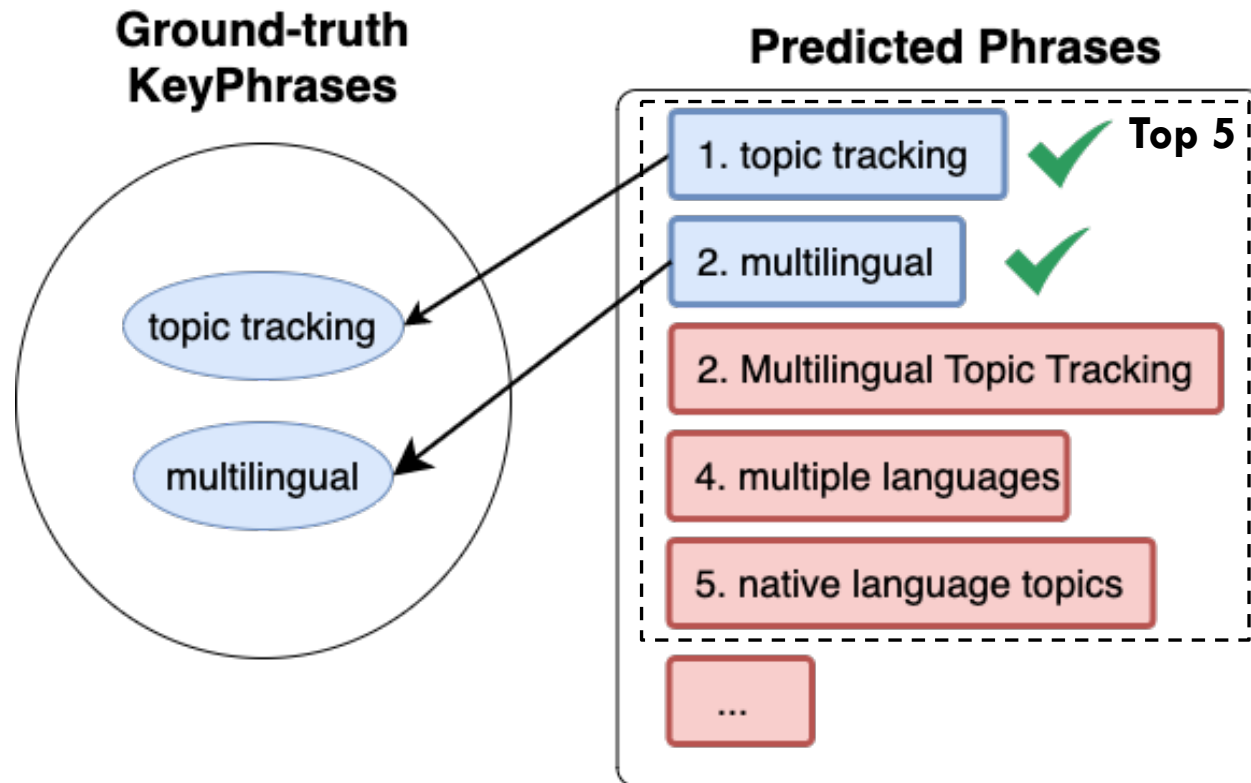 Ground-truth
KeyPhrases
topic tracking
multilingual
Predicted Phrases
Top 5
1. topic tracking
2. multilingual
2. Multilingual Topic Tracking
4. multiple languages
5. native language topics
...